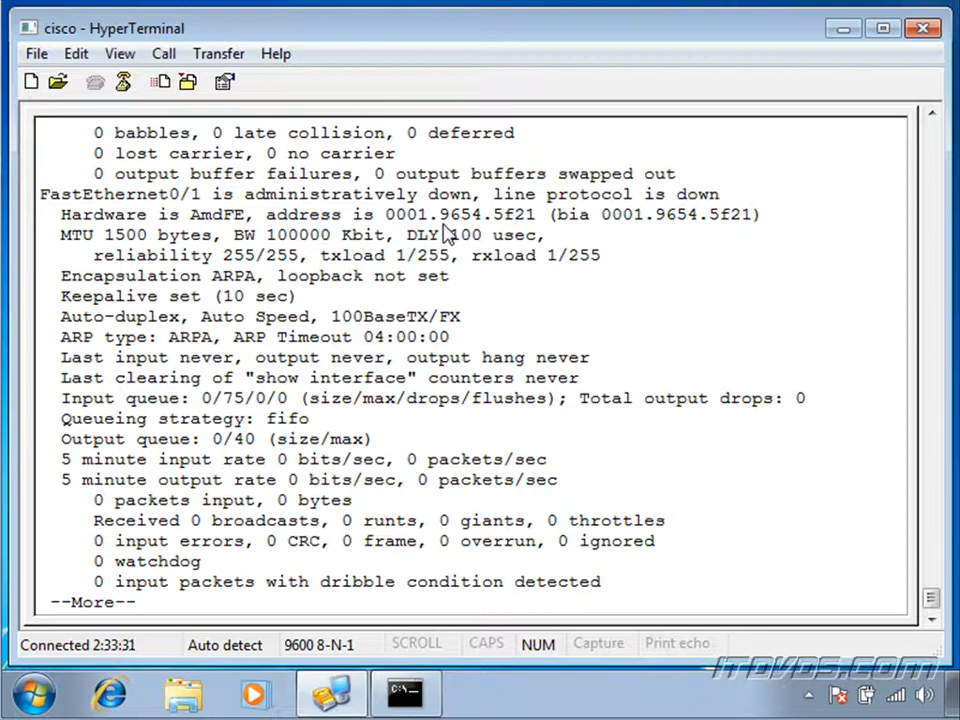 cisco - HyperTerminal
File Edit View Call Transfer Help
0 babbles, 0 late collision, 0 deferred
0 lost carrier, 0 no carrier
0 output buffer failures, 0 output buffers swapped out
FastEthernet0/1 is administratively down, line protocol is down
Hardware is AmdFE, address is 0001.9654.5f21 (bia 0001.9654.5f21)
MTU 1500 bytes, BW 100000 Kbit, DLY 100 usec,
reliability 255/255, txload 1/255, rxload 1/255
Encapsulation ARPA, loopback not set
Keepalive set (10 sec)
Auto-duplex, Auto Speed, 100BaseTX/FX
ARP type: ARPA, ARP Timeout 04:00:00
Last input never, output never, output hang never
Last clearing of "show interface" counters never
Input queue: 0/75/0/0 (size/max/drops/flushes); Total output drops: 0
Queueing strategy: fifo
Output queue: 0/40 (size/max)
5 minute input rate 0 bits/sec, 0 packets/sec
5 minute output rate 0 bits/sec, 0 packets/sec
0 packets input, 0 bytes
Received 0 broadcasts, 0 runts, 0 giants, 0 throttles
0 input errors, 0 CRC, 0 frame, 0 overrun, 0 ignored
0 watchdog
0 input packets with dribble condition detected
--More--
Connected 2:33:31 Auto detect 9600 8-N-1 SCROLL CAPS NUM Capture Print echo
ITDVDS.COM
C:\_